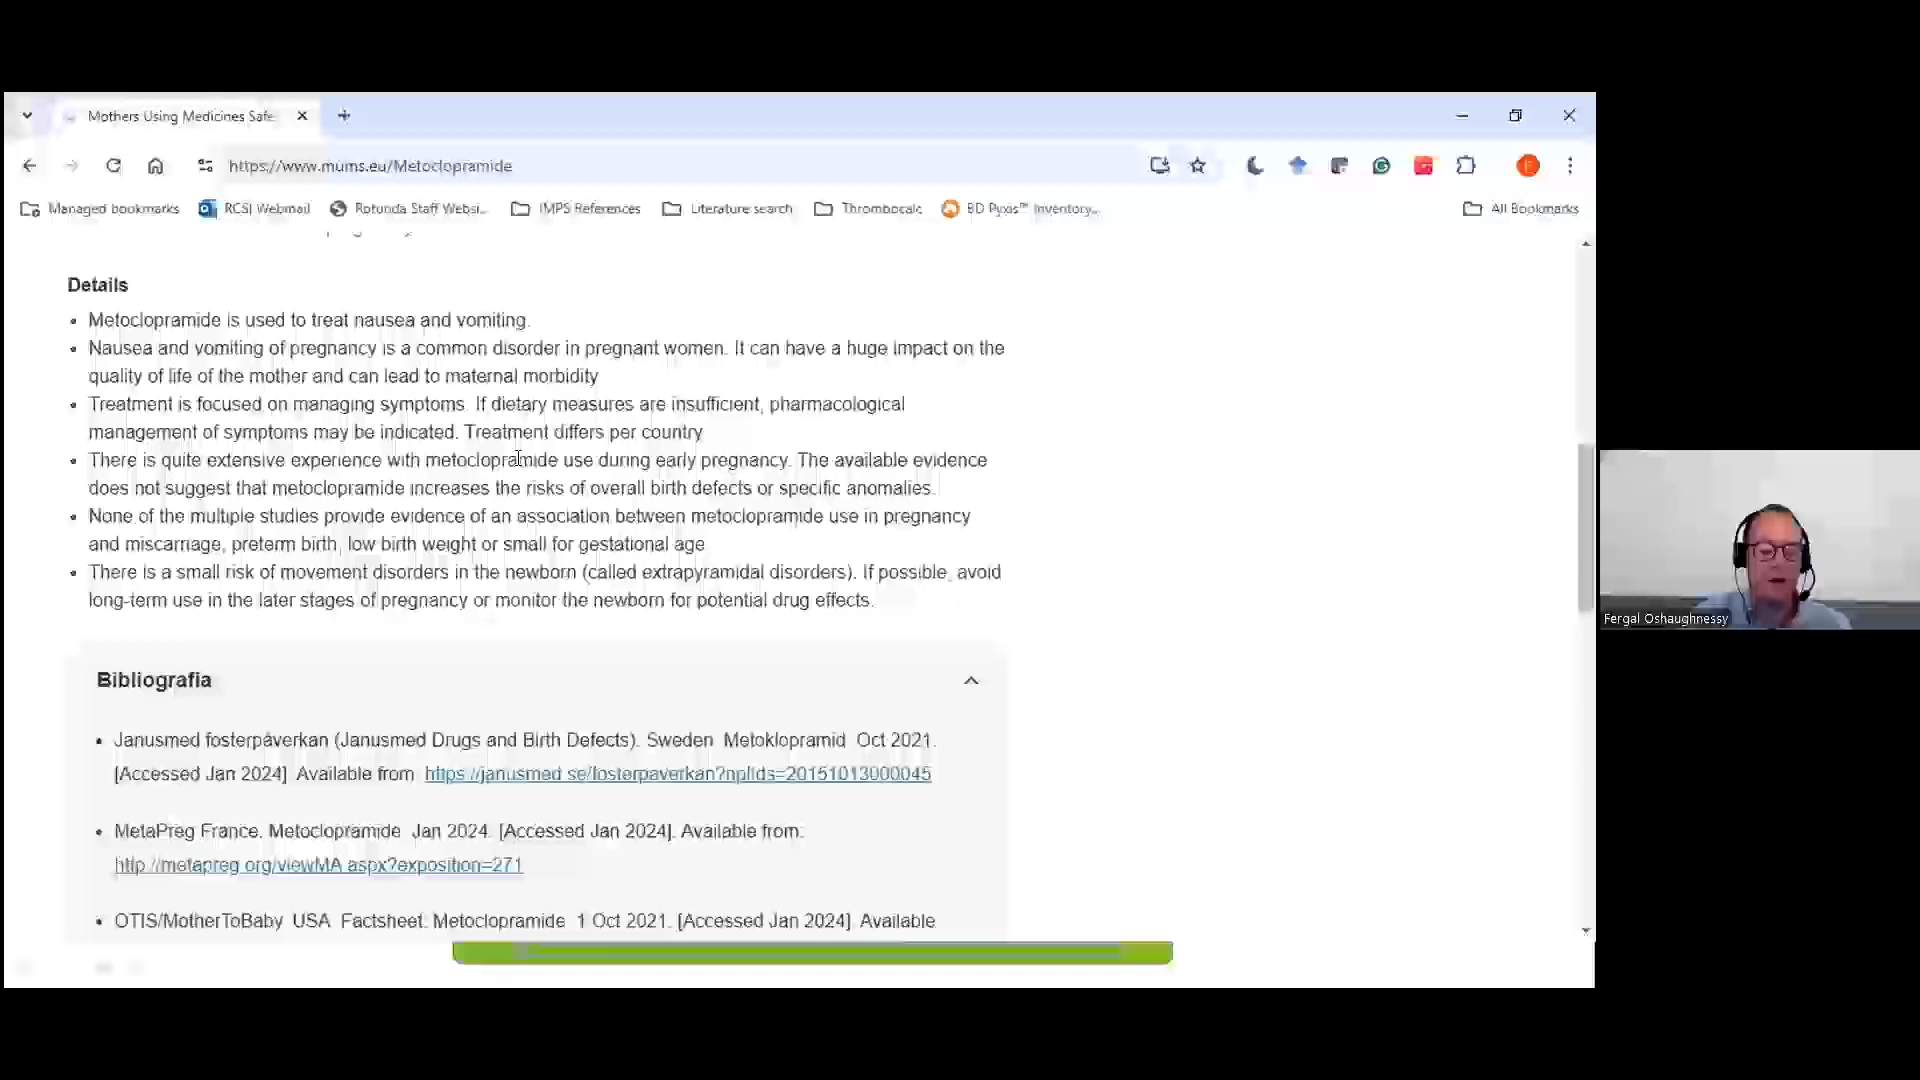 Mothers Using Medicines Safe
https://www.mums.eu/Metoclopramide
Managed bookmarks
RCSI Webmail
Rotunda Staff Websi...
IMPS References
Literature search
Thrombocalc
BD Pyxis™ Inventory...
All Bookmarks
Details
Metoclopramide is used to treat nausea and vomiting.
Nausea and vomiting of pregnancy is a common disorder in pregnant women. It can have a huge impact on the
quality of life of the mother and can lead to maternal morbidity
Treatment is focused on managing symptoms. If dietary measures are insufficient, pharmacological
management of symptoms may be indicated. Treatment differs per country
There is quite extensive experience with metoclopramide use during early pregnancy. The available evidence
does not suggest that metoclopramide increases the risks of overall birth defects or specific anomalies.
None of the multiple studies provide evidence of an association between metoclopramide use in pregnancy
and miscarriage, preterm birth, low birth weight or small for gestational age
There is a small risk of movement disorders in the newborn (called extrapyramidal disorders). If possible, avoid
long-term use in the later stages of pregnancy or monitor the newborn for potential drug effects.
Bibliografia
Janusmed fosterpåverkan (Janusmed Drugs and Birth Defects). Sweden Metoklopramid Oct 2021.
[Accessed Jan 2024] Available from https://janusmed.se/fosterpaverkan?nplIds=20151013000045
MetaPreg France. Metoclopramide Jan 2024. [Accessed Jan 2024]. Available from:
http://metapreg.org/viewMA.aspx?exposition=271
OTIS/MotherToBaby USA Factsheet: Metoclopramide 1 Oct 2021. [Accessed Jan 2024]. Available
Fergal Oshaughnessy